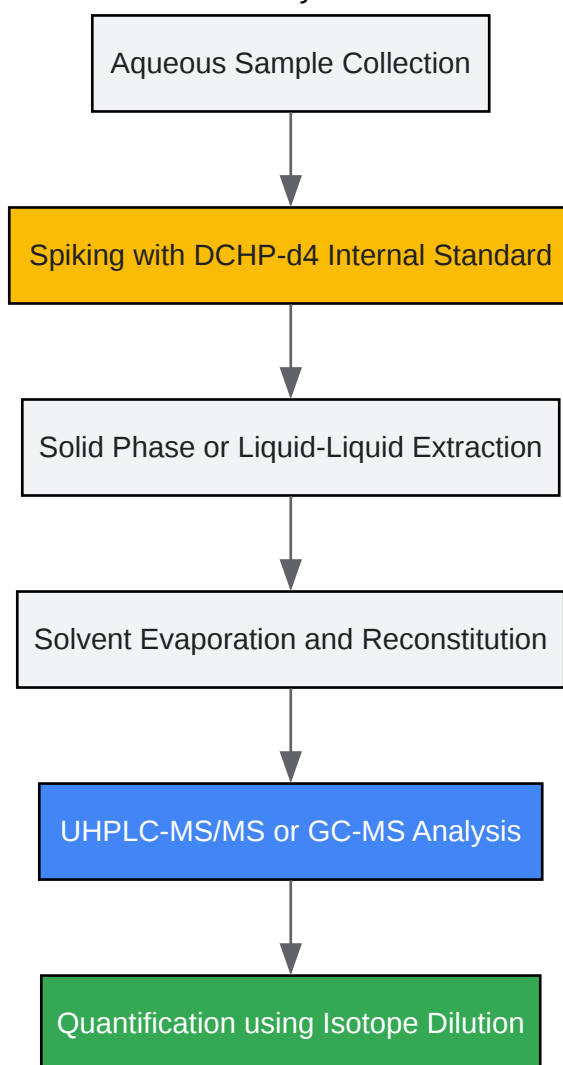 Aqueous Sample Collection
Spiking with DCHP-d4 Internal Standard
Solid Phase or Liquid-Liquid Extraction
Solvent Evaporation and Reconstitution
UHPLC-MS/MS or GC-MS Analysis
Quantification using Isotope Dilution